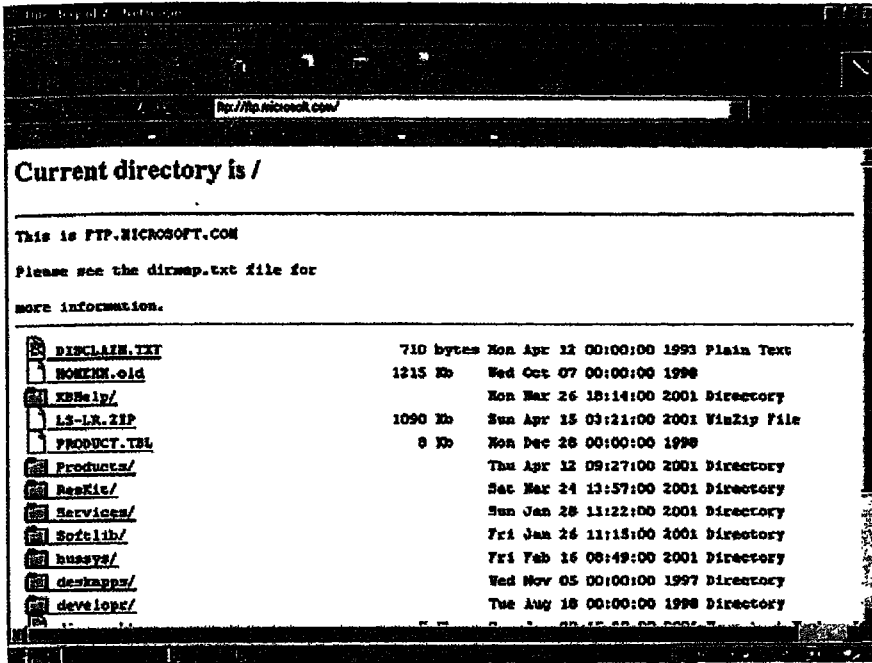 ftp://ftp.microsoft.com/
Current directory is /
This is FTP.MICROSOFT.COM
Please see the dirmap.txt file for
more information.
DISCLAIM.TXT 710 bytes Mon Apr 12 00:00:00 1993 Plain Text
1215 Kb Wed Oct 07 00:00:00 1998
KBHelp/ Mon Mar 26 18:14:00 2001 Directory
LS-LR.ZIP 1090 Kb Sun Apr 15 03:21:00 2001 WinZip File
PRODUCT.TBL 8 Kb Mon Dec 28 00:00:00 1998
Products/ Thu Apr 12 09:27:00 2001 Directory
ResKit/ Sat Mar 24 13:57:00 2001 Directory
Services/ Sun Jan 28 13:22:00 2001 Directory
Softlib/ Fri Jan 26 11:15:00 2001 Directory
bussys/ Fri Feb 16 08:49:00 2001 Directory
deskapps/ Wed Nov 05 00:00:00 1997 Directory
developr/ Tue Aug 18 00:00:00 1998 Directory